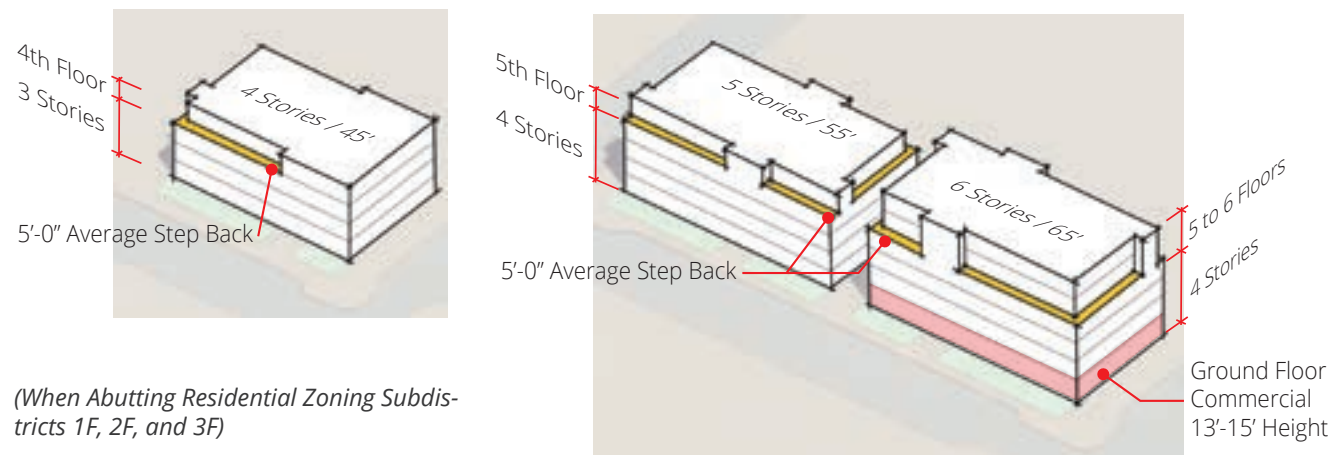 4th Floor
3 Stories
4 Stories / 45'
5'-0” Average Step Back
(When Abutting Residential Zoning Subdis-
tricts 1F, 2F, and 3F)
5th Floor
4 Stories
5 Stories / 55'
6 Stories / 65'
5'-0” Average Step Back
5 to 6 Floors
4 Stories
Ground Floor
Commercial
13'-15' Height